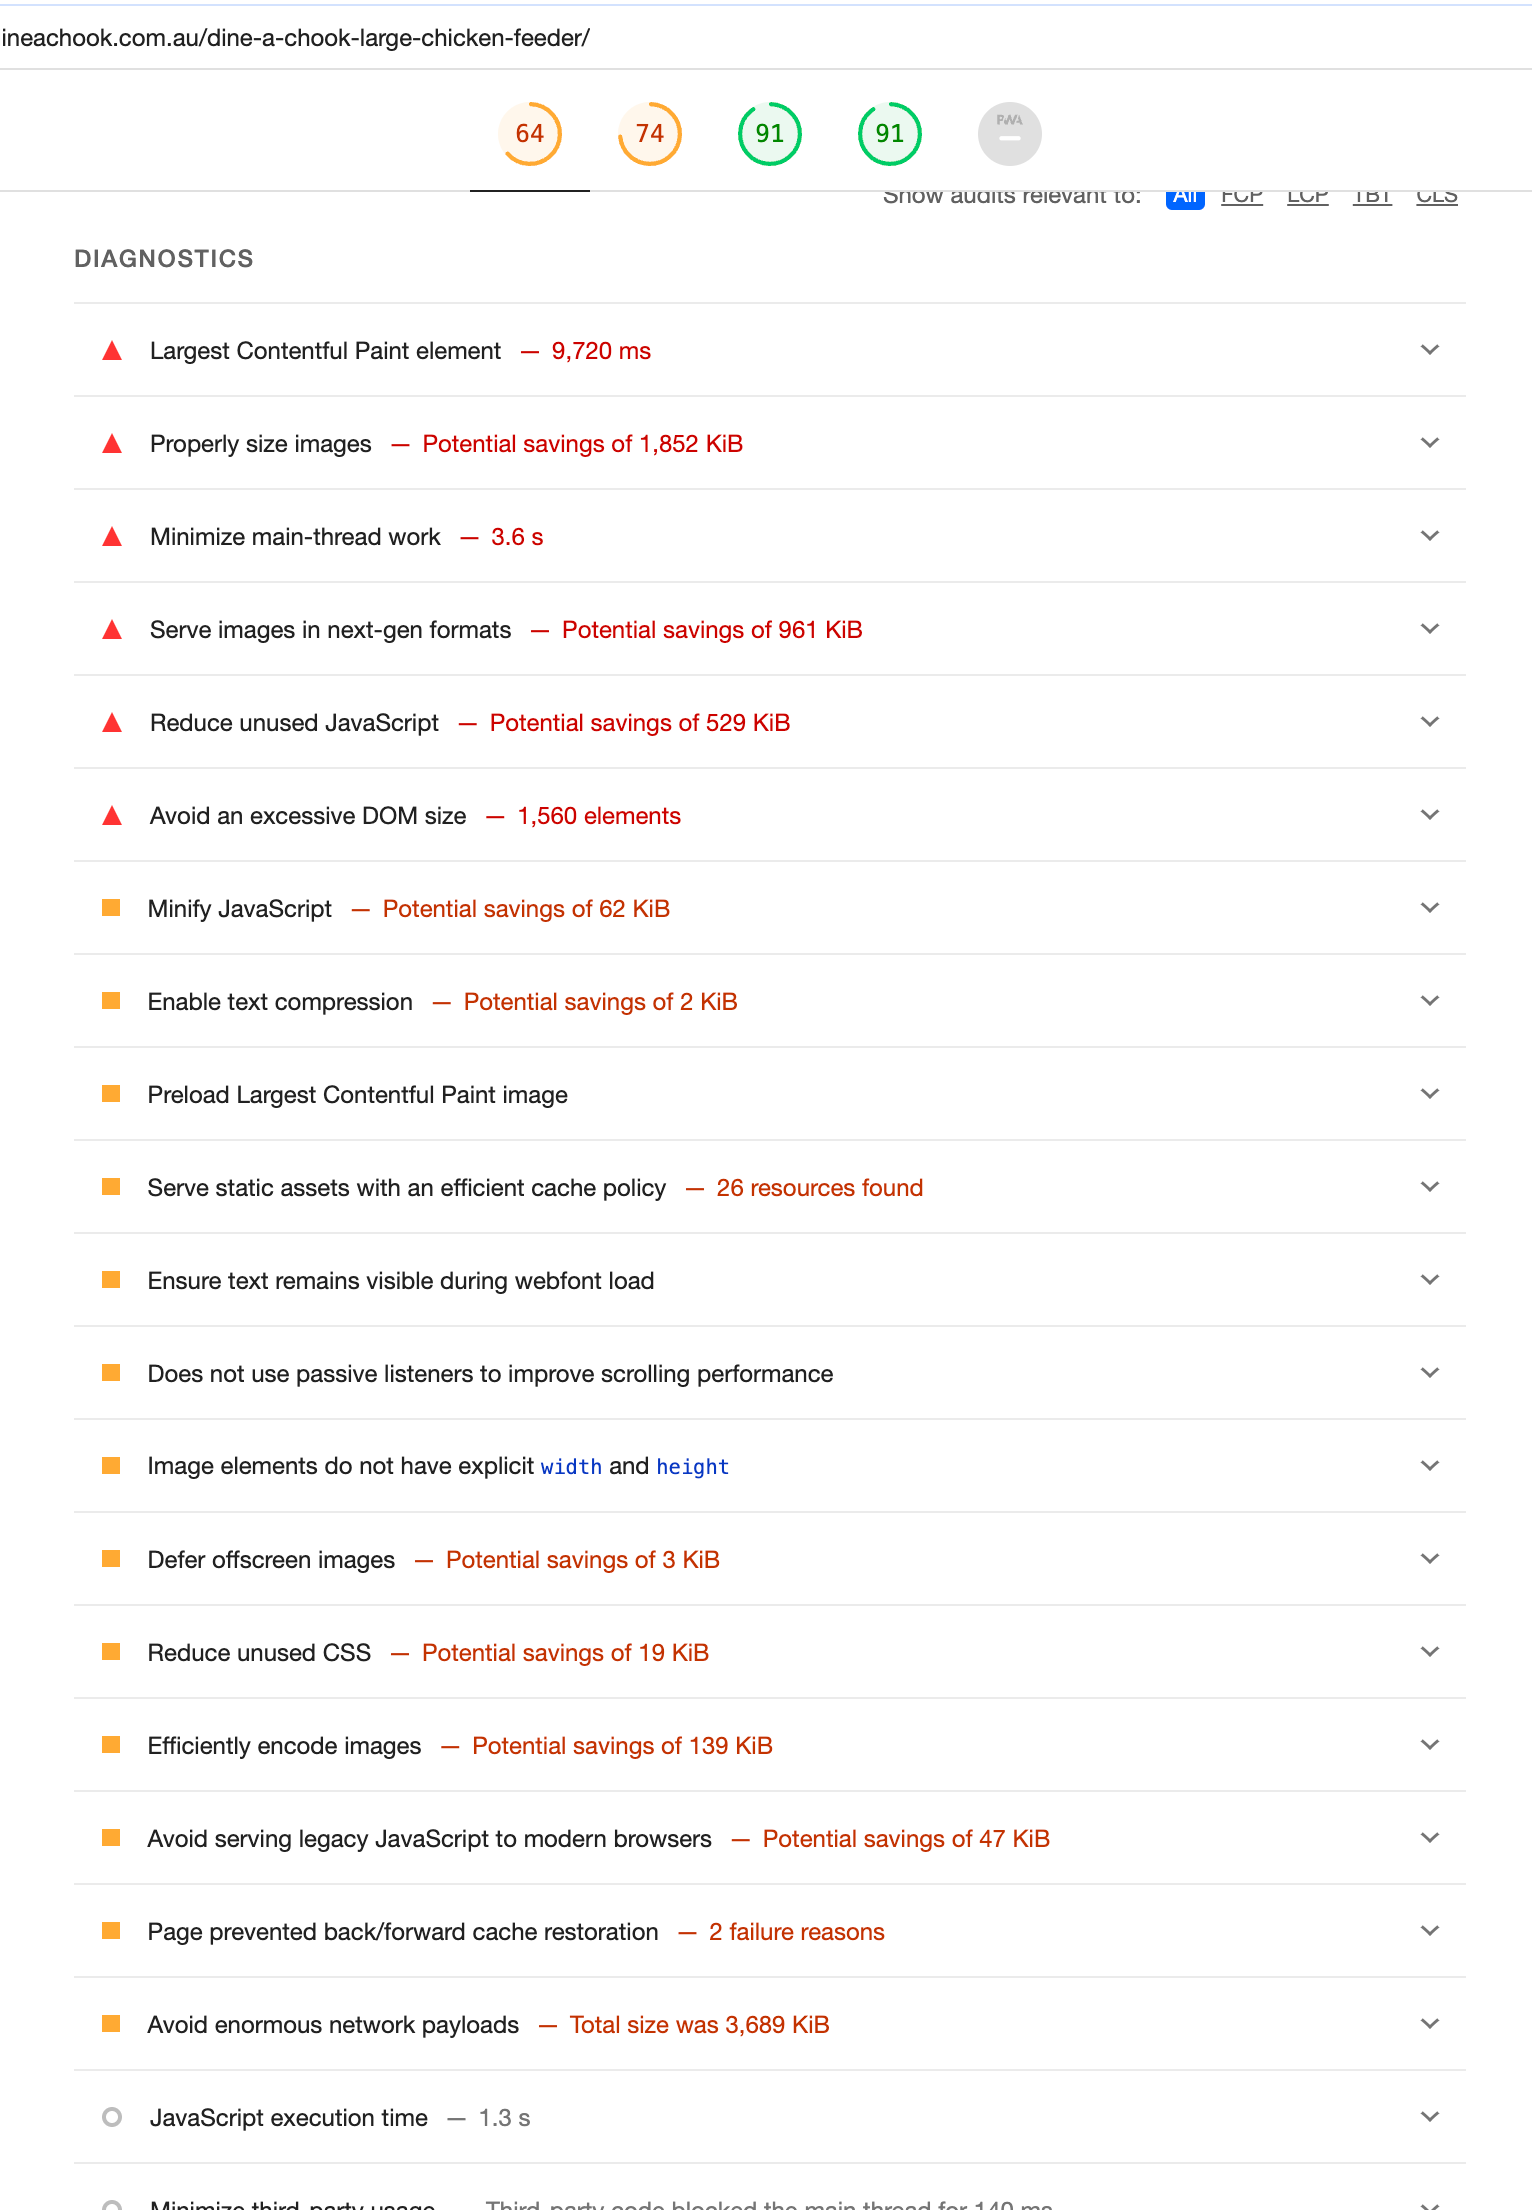 ineachook.com.au/dine-a-chook-large-chicken-feeder/
64 74 91 91 PWA
Show audits relevant to: All FCP LCP TBT CLS
DIAGNOSTICS
Largest Contentful Paint element — 9,720 ms
Properly size images — Potential savings of 1,852 KiB
Minimize main-thread work — 3.6 s
Serve images in next-gen formats — Potential savings of 961 KiB
Reduce unused JavaScript — Potential savings of 529 KiB
Avoid an excessive DOM size — 1,560 elements
Minify JavaScript — Potential savings of 62 KiB
Enable text compression — Potential savings of 2 KiB
Preload Largest Contentful Paint image
Serve static assets with an efficient cache policy — 26 resources found
Ensure text remains visible during webfont load
Does not use passive listeners to improve scrolling performance
Image elements do not have explicit width and height
Defer offscreen images — Potential savings of 3 KiB
Reduce unused CSS — Potential savings of 19 KiB
Efficiently encode images — Potential savings of 139 KiB
Avoid serving legacy JavaScript to modern browsers — Potential savings of 47 KiB
Page prevented back/forward cache restoration — 2 failure reasons
Avoid enormous network payloads — Total size was 3,689 KiB
JavaScript execution time — 1.3 s
Minimize third-party usage — Third-party code blocked the main thread for 140 ms